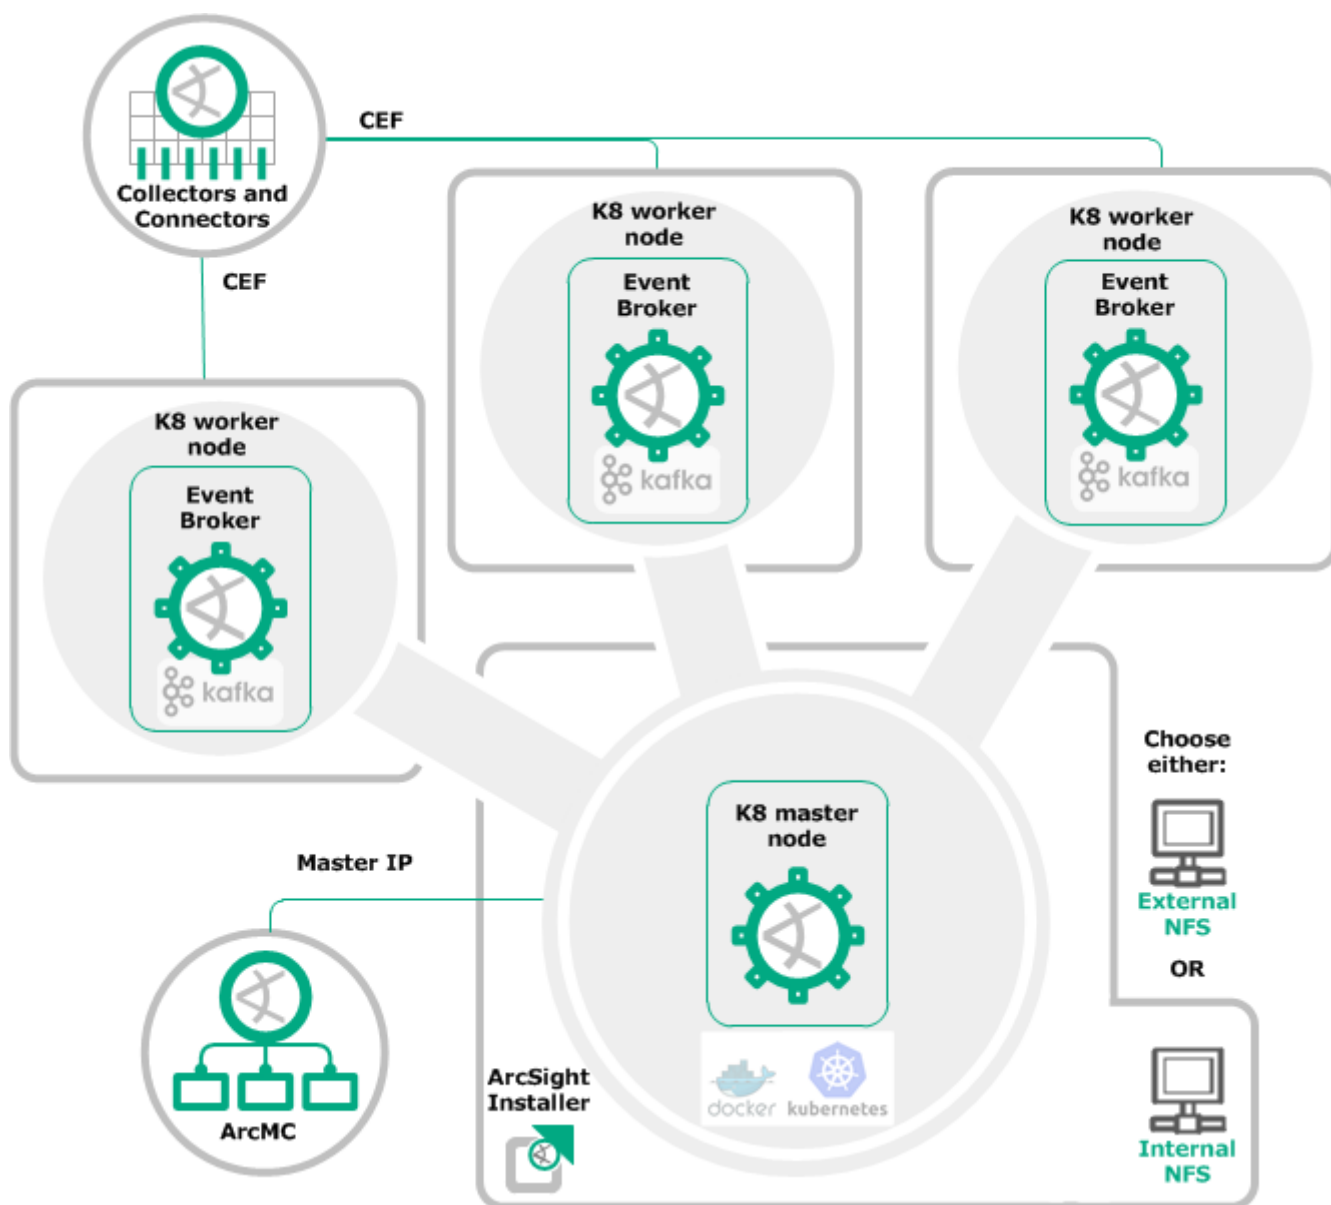 CEF
Collectors and
Connectors
CEF
K8 worker
node
Event
Broker
kafka
K8 worker
node
Event
Broker
kafka
K8 worker
node
Event
Broker
kafka
Choose
either:
External
NFS
OR
Internal
NFS
K8 master
node
docker
kubernetes
Master IP
ArcMC
ArcSight
Installer